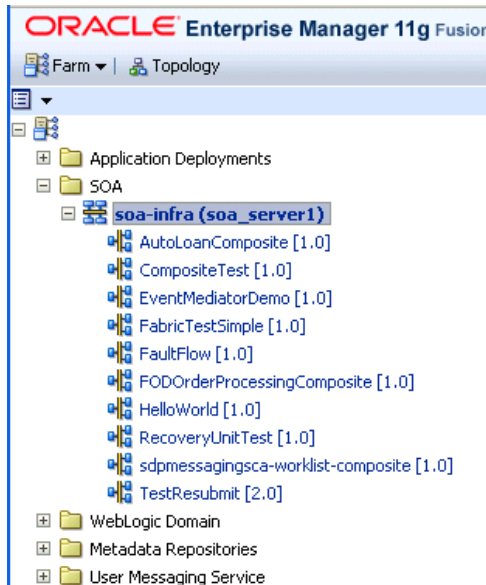 ORACLE Enterprise Manager 11g Fusion
Farm | Topology
Application Deployments
SOA
soa-infra (soa_server1)
AutoLoanComposite [1.0]
CompositeTest [1.0]
EventMediatorDemo [1.0]
FabricTestSimple [1.0]
FaultFlow [1.0]
FODOrderProcessingComposite [1.0]
HelloWorld [1.0]
RecoveryUnitTest [1.0]
sdpmessagingsca-worklist-composite [1.0]
TestResubmit [2.0]
WebLogic Domain
Metadata Repositories
User Messaging Service